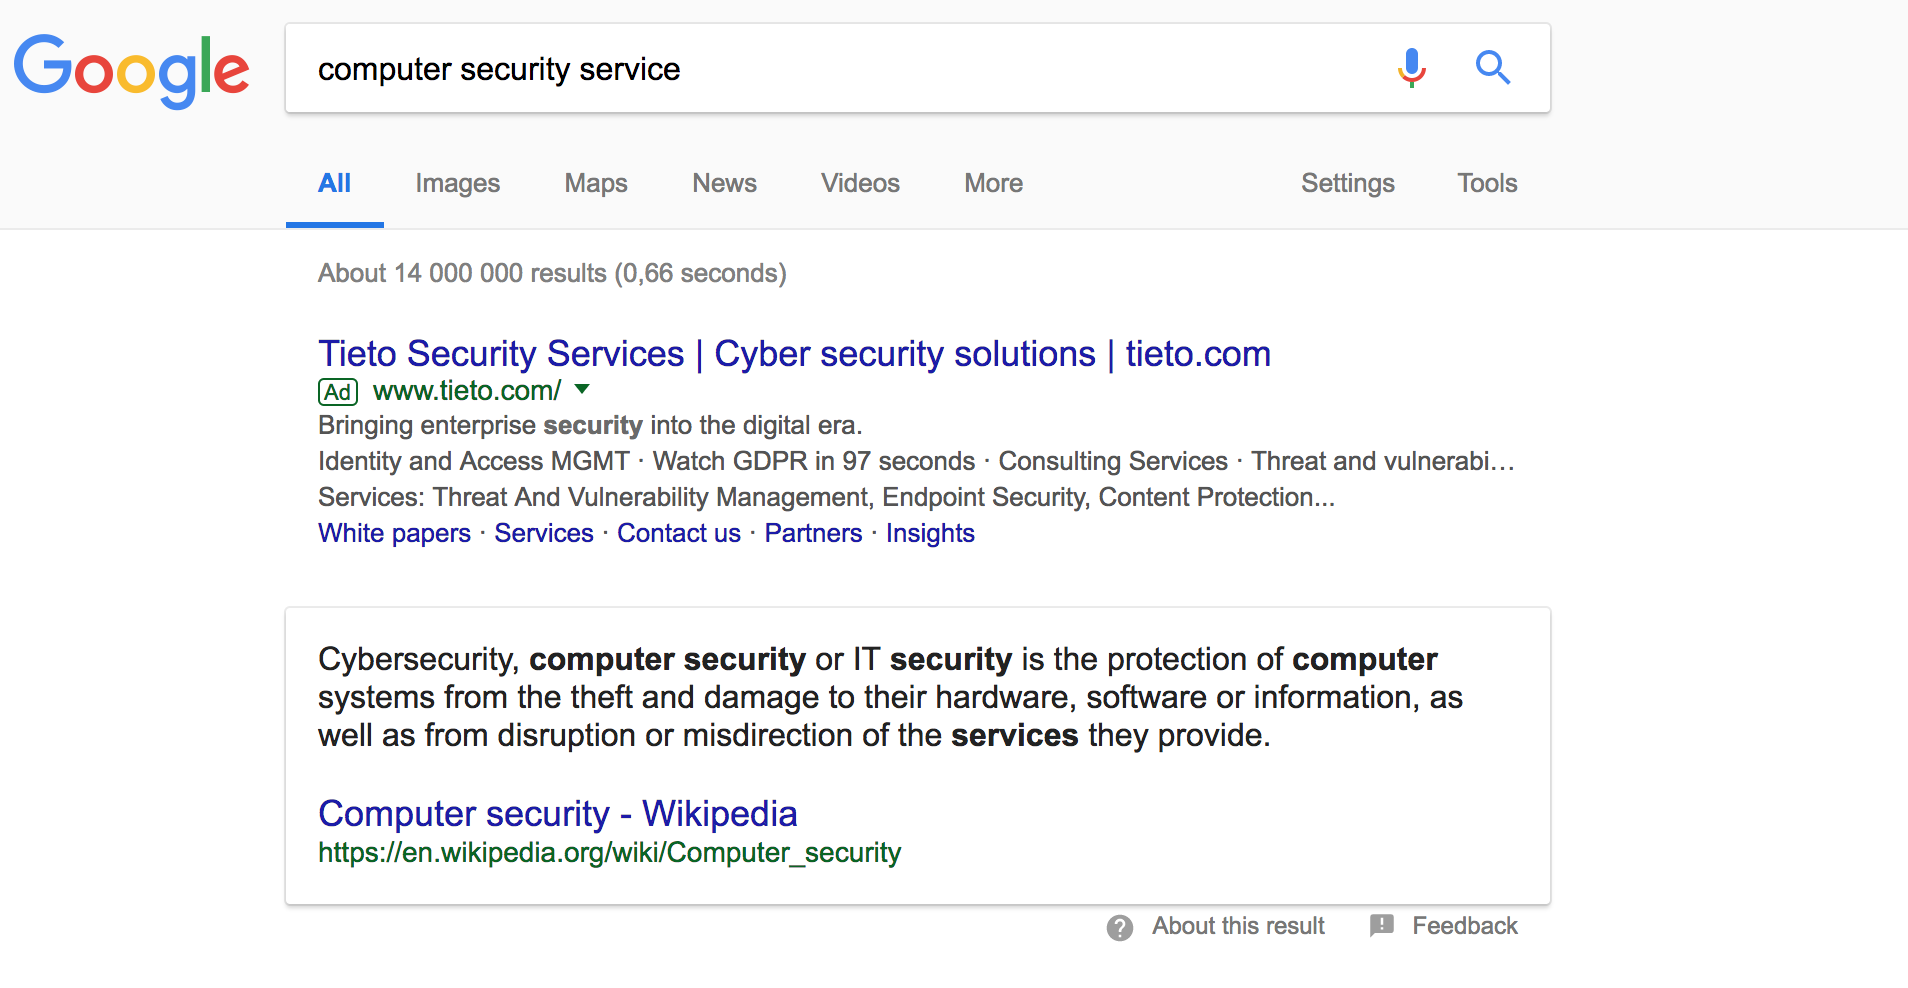 Google
computer security service
All Images Maps News Videos More Settings Tools
About 14 000 000 results (0,66 seconds)
Tieto Security Services | Cyber security solutions | tieto.com
Ad www.tieto.com/
Bringing enterprise security into the digital era.
Identity and Access MGMT · Watch GDPR in 97 seconds · Consulting Services · Threat and vulnerabi...
Services: Threat And Vulnerability Management, Endpoint Security, Content Protection...
White papers · Services · Contact us · Partners · Insights
Cybersecurity, computer security or IT security is the protection of computer
systems from the theft and damage to their hardware, software or information, as
well as from disruption or misdirection of the services they provide.
Computer security - Wikipedia
https://en.wikipedia.org/wiki/Computer_security
About this result Feedback